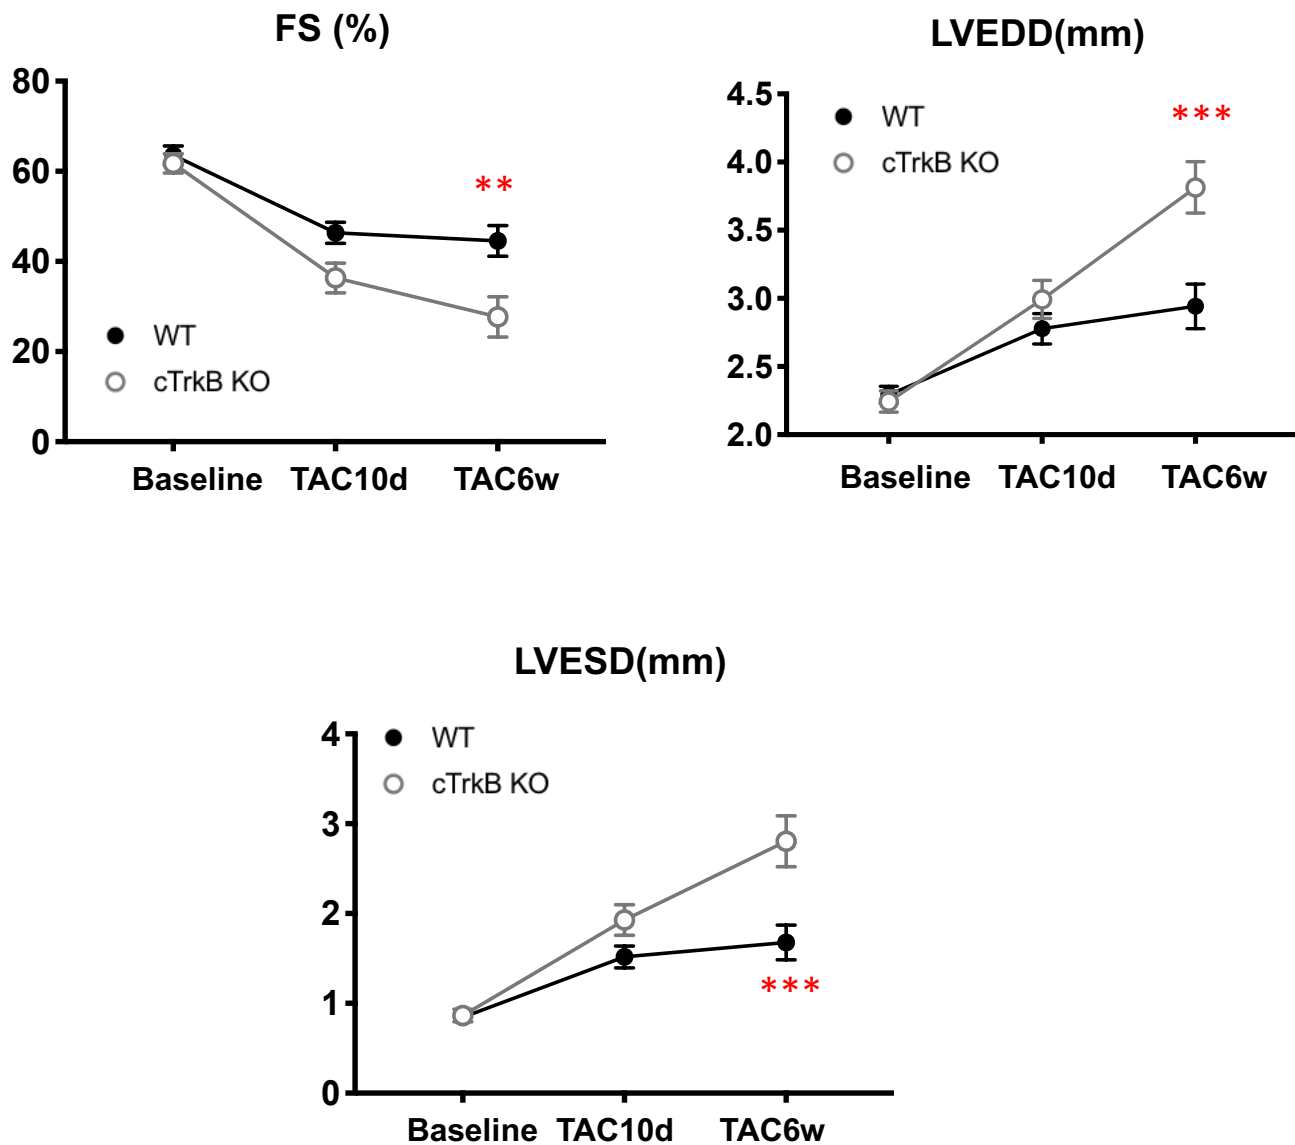 FS (%)
80
60
40
20
0
**
WT
cTrkB KO
Baseline TAC10d TAC6w
LVEDD(mm)
4.5
4.0
3.5
3.0
2.5
2.0
WT
cTrkB KO
***
Baseline TAC10d TAC6w
LVESD(mm)
4
3
2
1
0
WT
cTrkB KO
***
Baseline TAC10d TAC6w